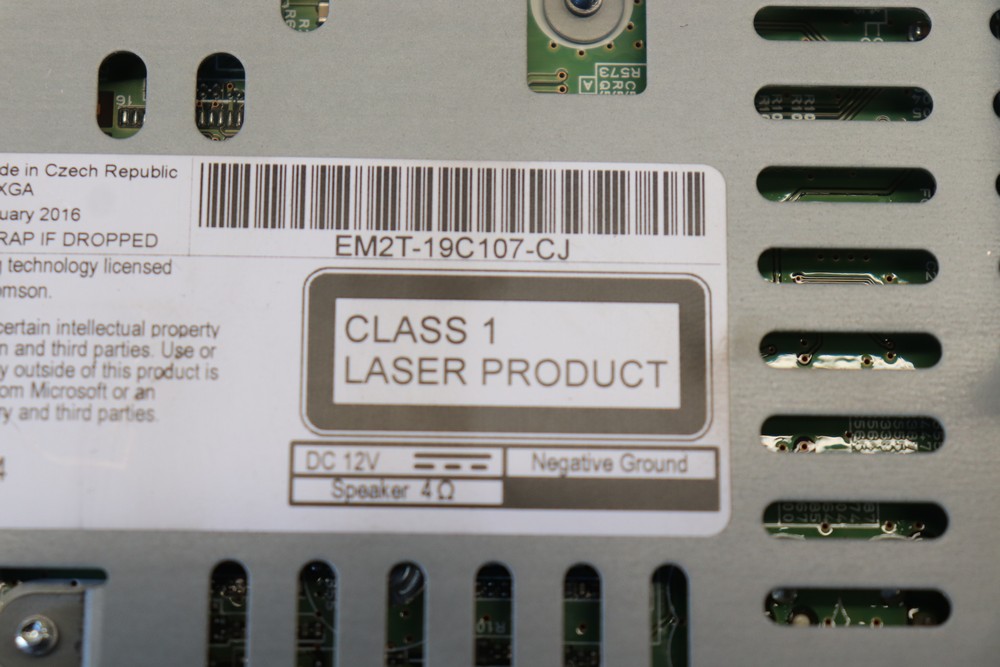 R573
A
16
de in Czech Republic
XGA
uary 2016
RAP IF DROPPED
EM2T-19C107-CJ
technology licensed
omson.
certain intellectual property
n and third parties. Use or
y outside of this product is
om Microsoft or an
ry and third parties.
4
CLASS 1
LASER PRODUCT
DC 12V
Negative Ground
Speaker 4 Ω